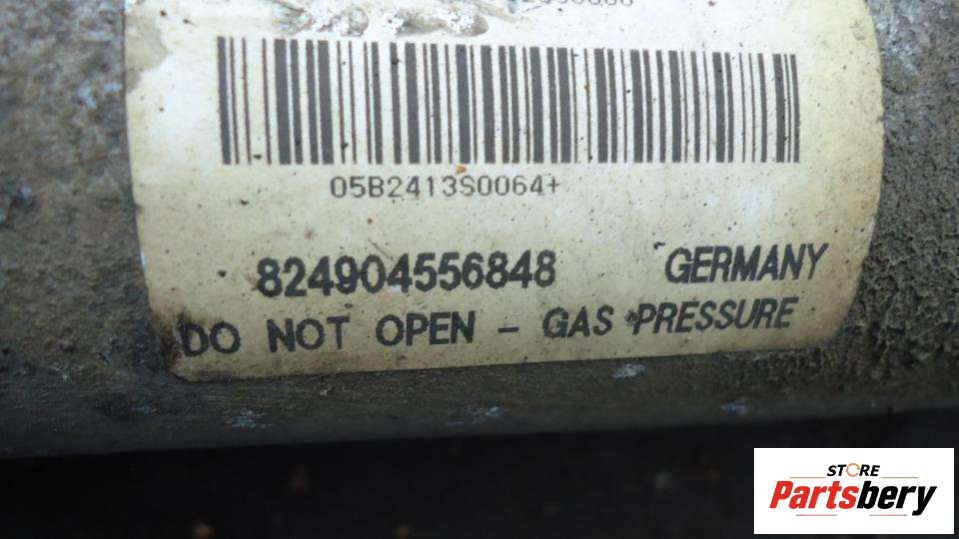 05B2413S0064+
824904556848 GERMANY
DO NOT OPEN - GAS PRESSURE
STORE
Partsbery